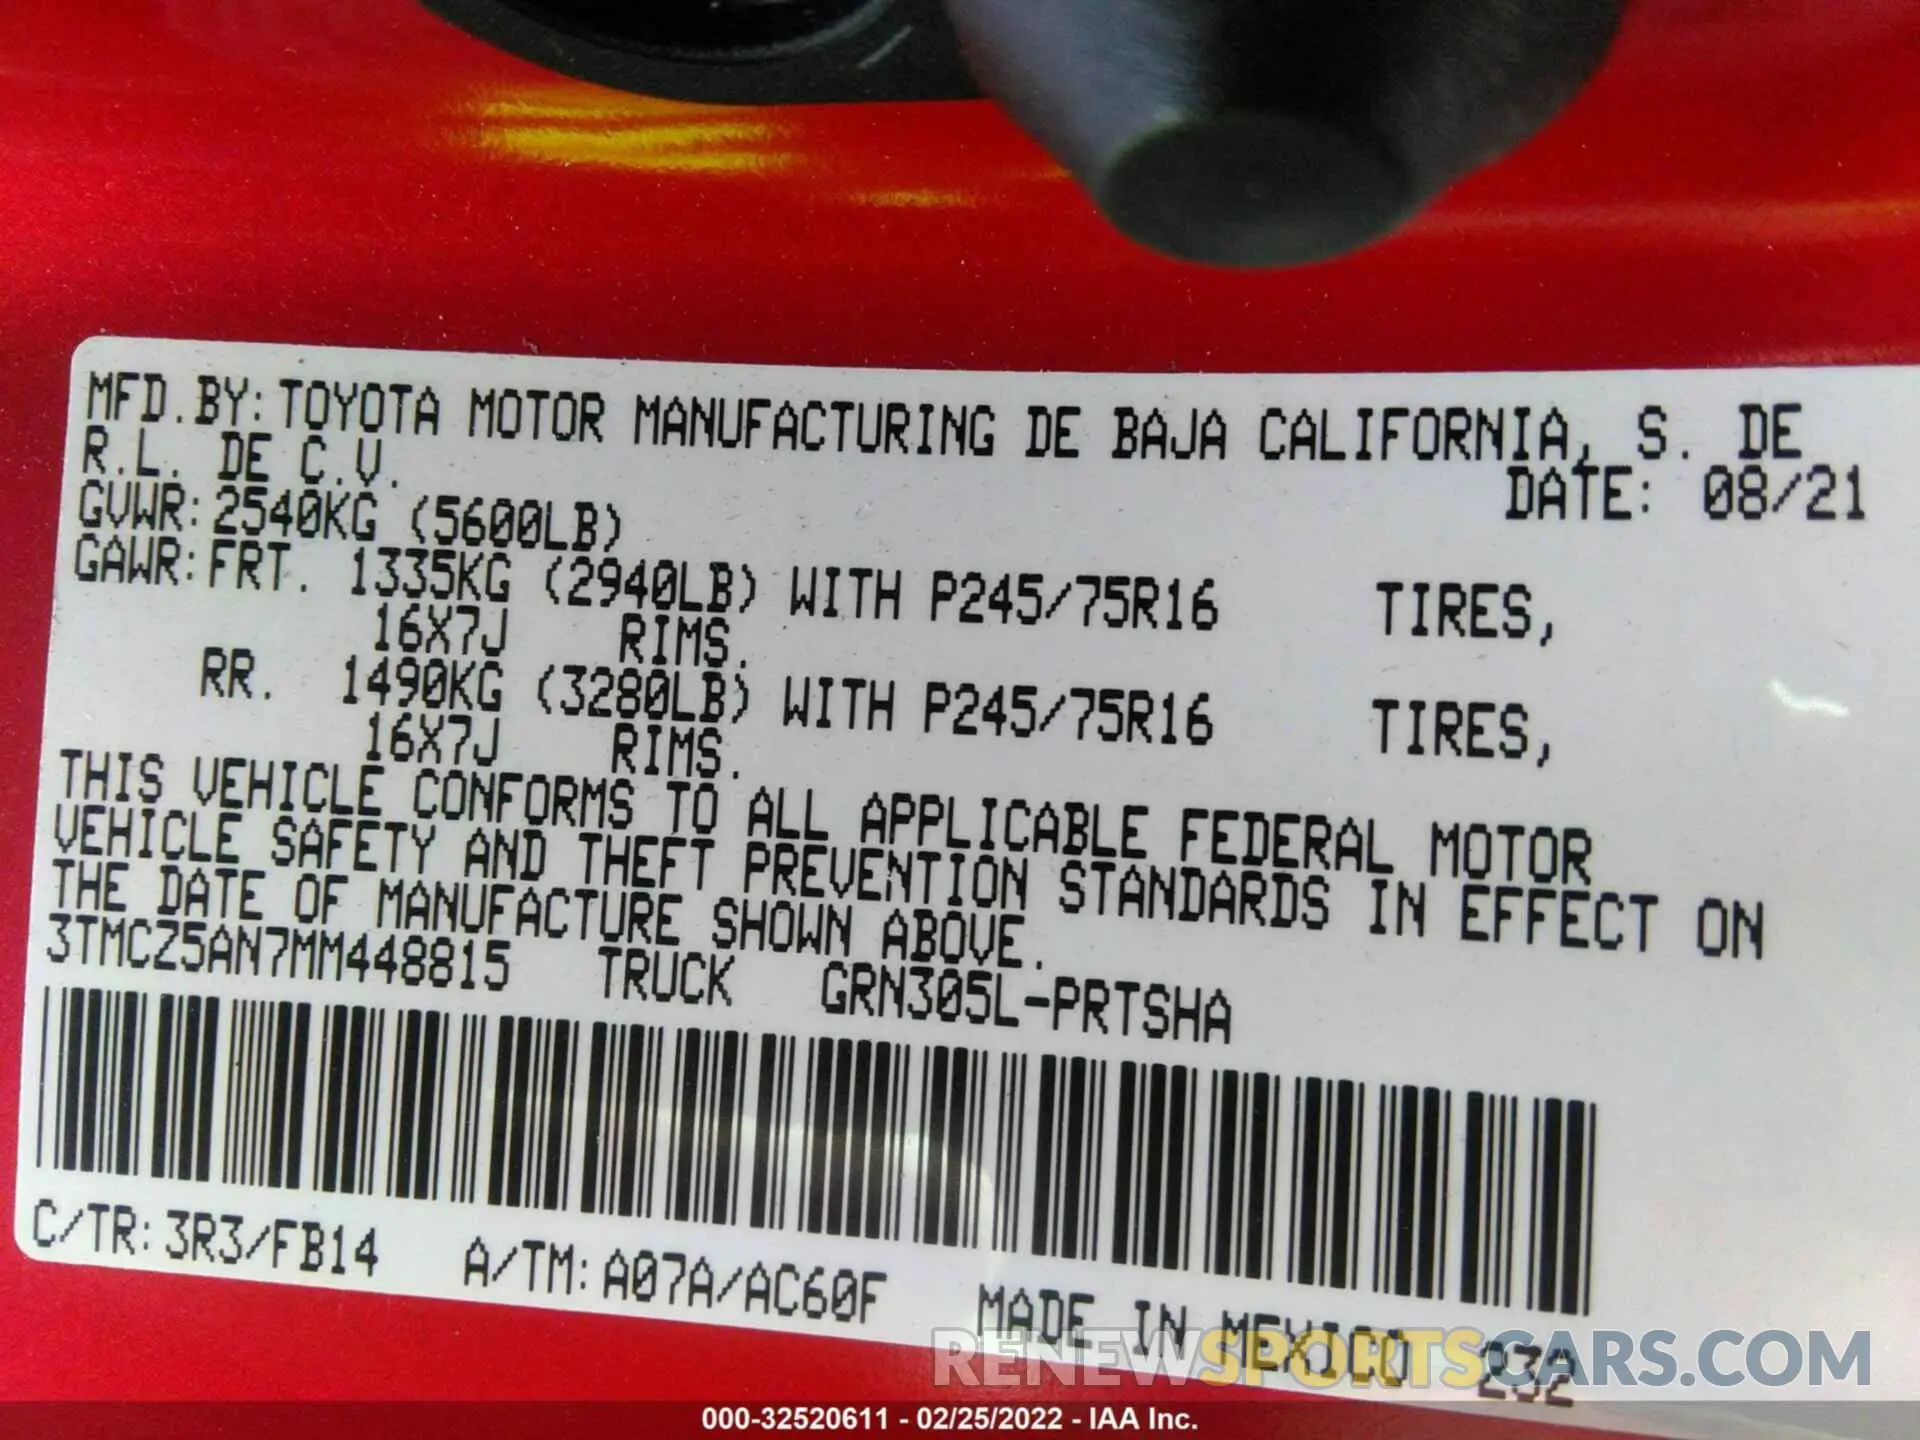 MFD.BY:TOYOTA MOTOR MANUFACTURING DE BAJA CALIFORNIA, S. DE
R.L. DE C.V.
DATE: 08/21
GVWR:2540KG (5600LB)
GAWR:FRT. 1335KG (2940LB) WITH P245/75R16 TIRES,
16X7J RIMS.
RR. 1490KG (3280LB) WITH P245/75R16 TIRES,
16X7J RIMS.
THIS VEHICLE CONFORMS TO ALL APPLICABLE FEDERAL MOTOR
VEHICLE SAFETY AND THEFT PREVENTION STANDARDS IN EFFECT ON
THE DATE OF MANUFACTURE SHOWN ABOVE.
3TMCZ5AN7MM448815 TRUCK GRN305L-PRTSHA
C/TR:3R3/FB14 A/TM:A07A/AC60F MADE IN MEXICO 232
RENEWSPORTSCARS.COM
000-32520611 - 02/25/2022 - IAA Inc.